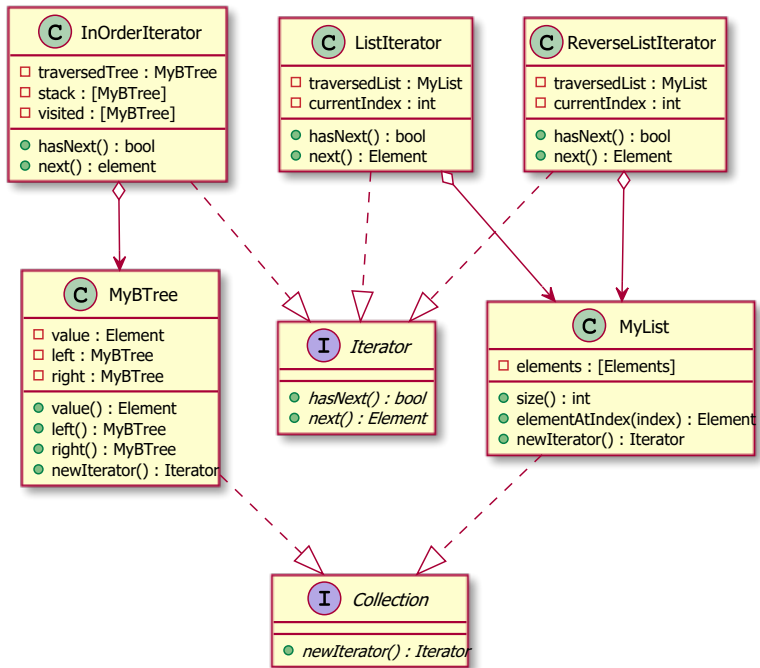 C InOrderIterator
traversedTree : MyBTree
stack : [MyBTree]
visited : [MyBTree]
hasNext() : bool
next() : element
C ListIterator
traversedList : MyList
currentIndex : int
hasNext() : bool
next() : Element
C ReverseListIterator
traversedList : MyList
currentIndex : int
hasNext() : bool
next() : Element
C MyBTree
value : Element
left : MyBTree
right : MyBTree
value() : Element
left() : MyBTree
right() : MyBTree
newIterator() : Iterator
I Iterator
hasNext() : bool
next() : Element
C MyList
elements : [Elements]
size() : int
elementAtIndex(index) : Element
newIterator() : Iterator
I Collection
newIterator() : Iterator